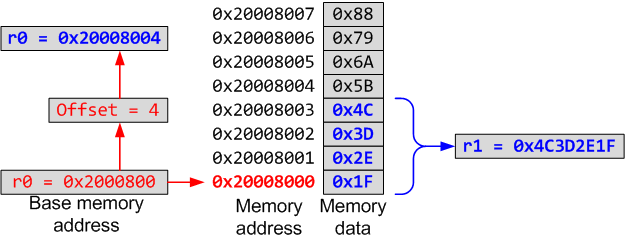 0x20008007 0x88
0x20008006 0x79
r0 = 0x20008004
0x20008005 0x6A
0x20008004 0x5B
Offset = 4
0x20008003 0x4C
0x20008002 0x3D
0x20008001 0x2E
r1 = 0x4C3D2E1F
r0 = 0x2000800
0x20008000 0x1F
Base memory
address
Memory
address
Memory
data